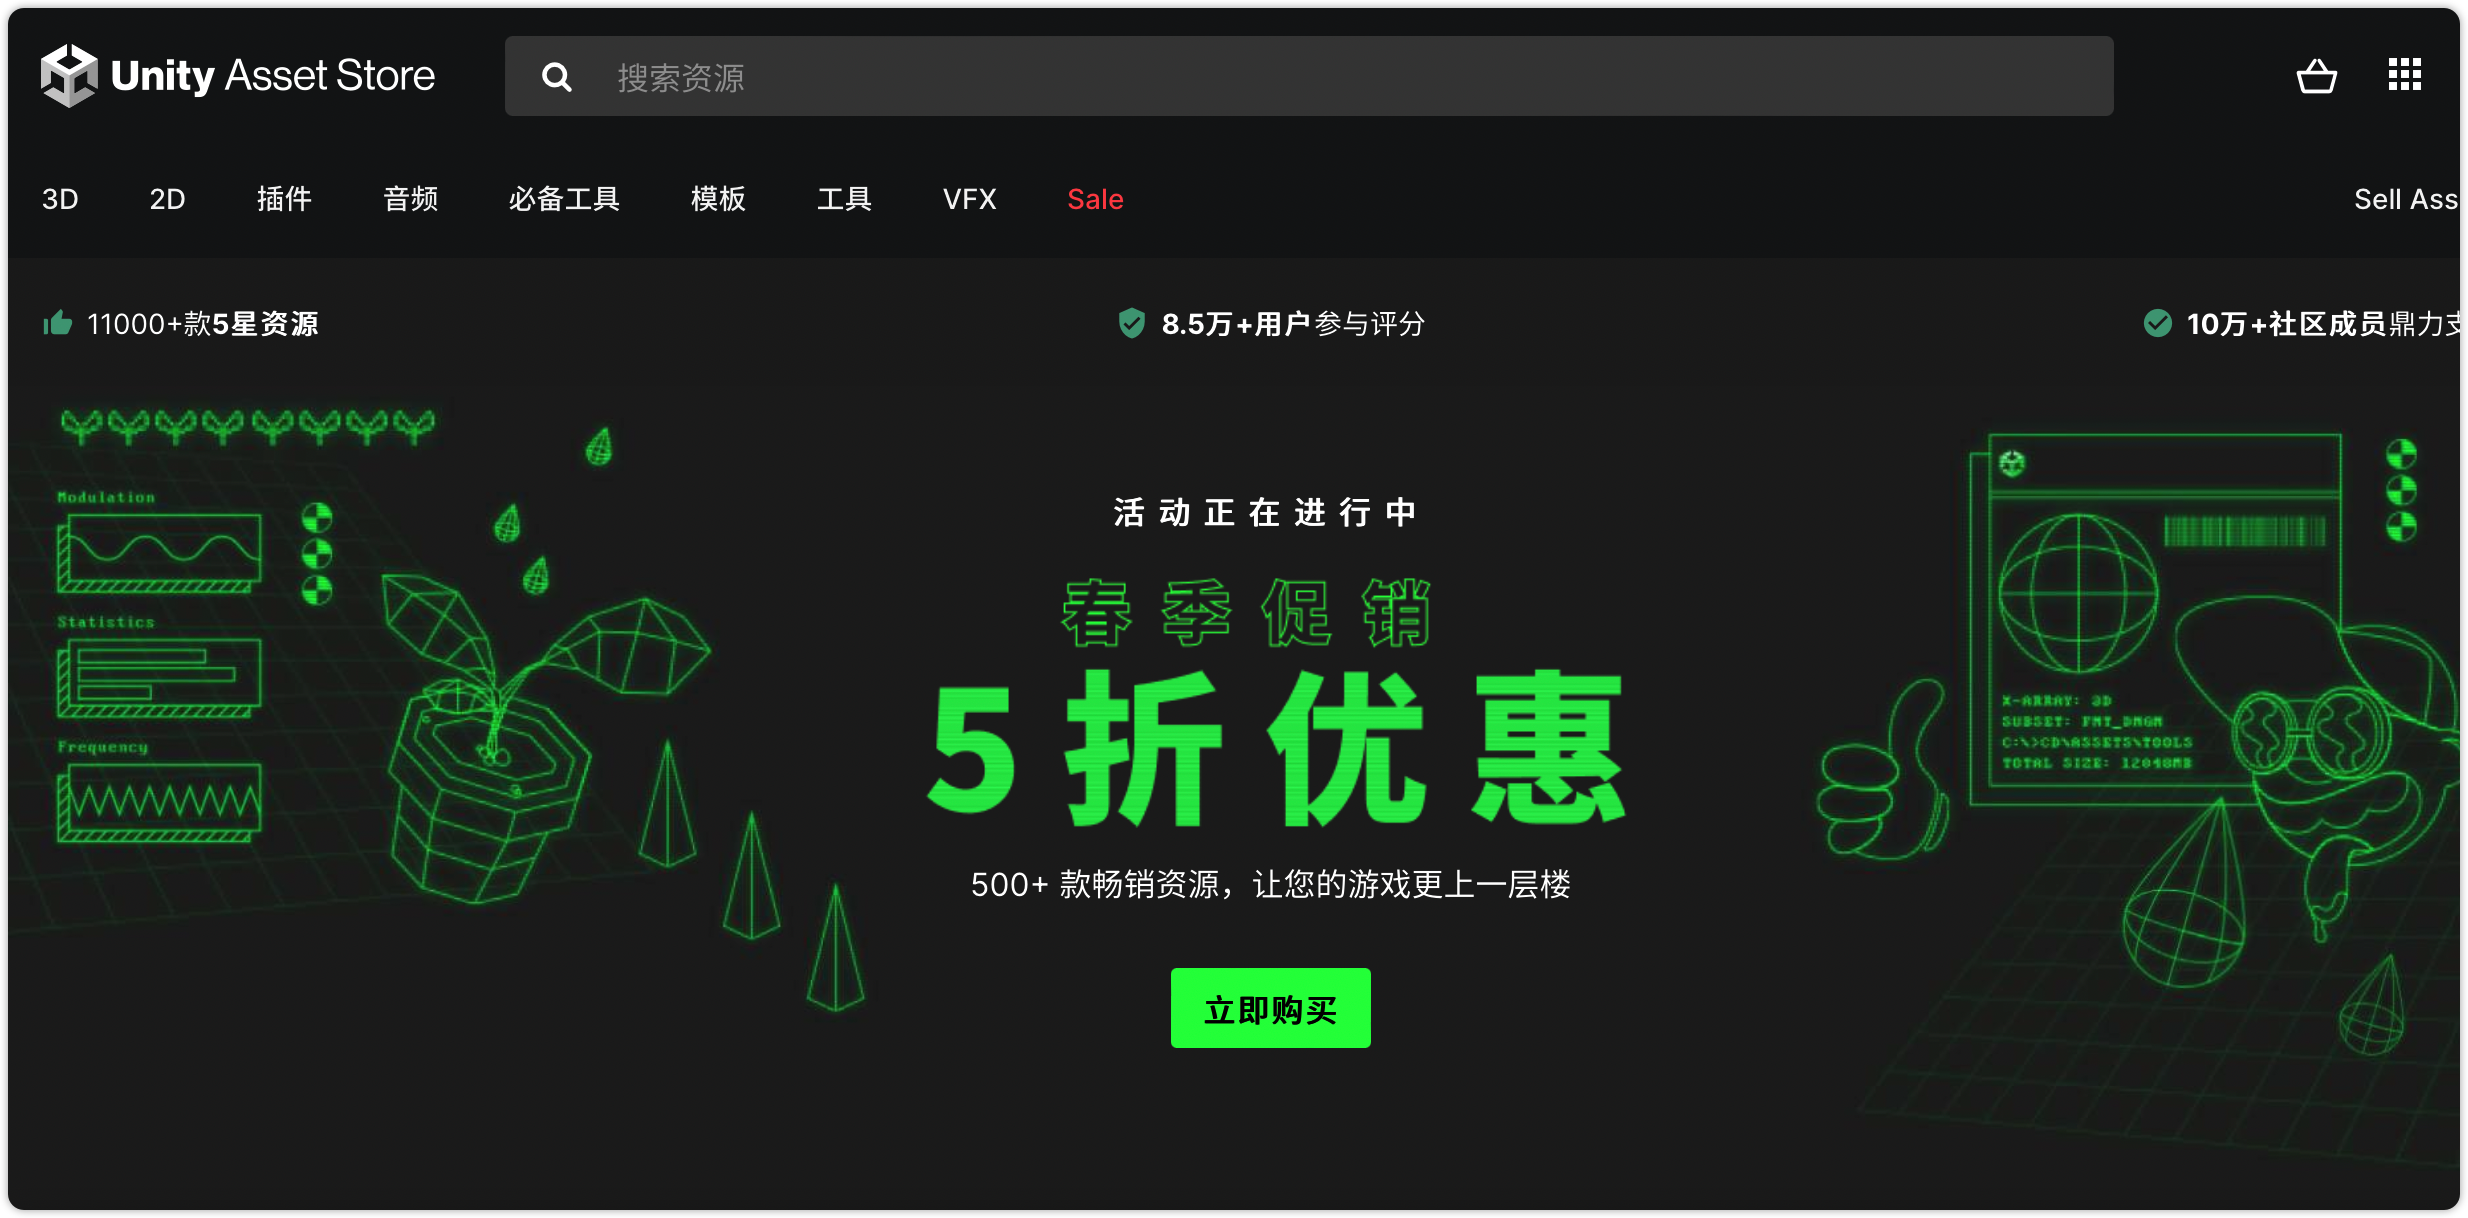 Unity Asset Store
搜索资源
3D 2D 插件 音频 必备工具 模板 工具 VFX Sale Sell Ass
11000+款5星资源 8.5万+用户参与评分 10万+社区成员鼎力
Modulation
Statistics
Frequency
活动正在进行中
春季促销
5折优惠
500+ 款畅销资源，让您的游戏更上一层楼
立即购买
X-ARRAY: 3D
SUBSET: FMT_DMGM
C:\>CD\ASSETS\TOOLS
TOTAL SIZE: 12048MB